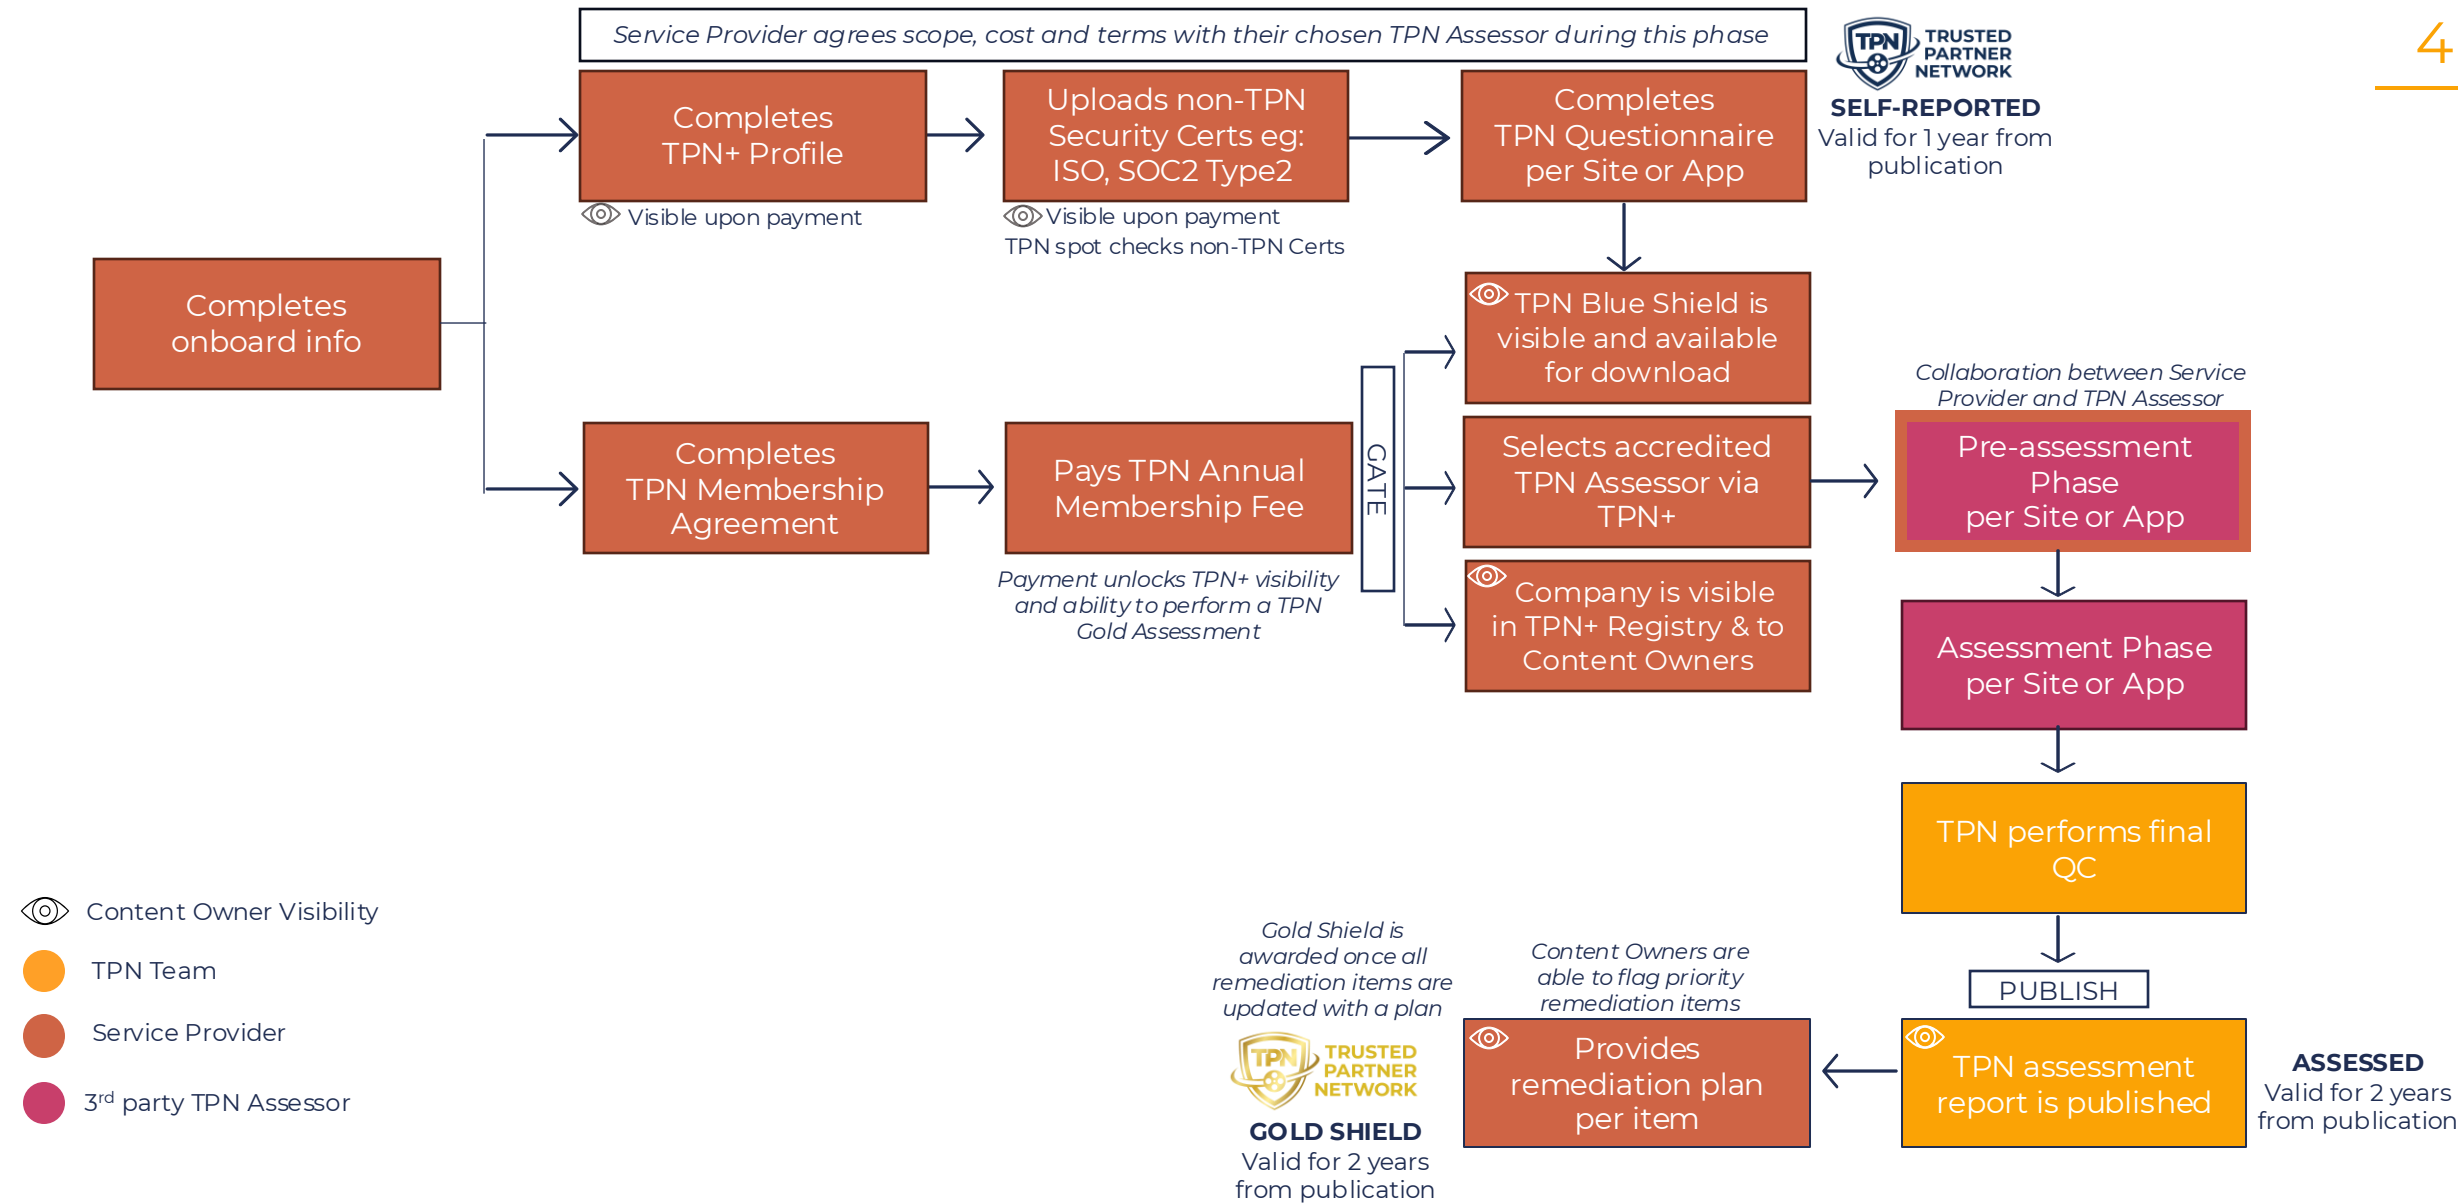 Service Provider agrees scope, cost and terms with their chosen TPN Assessor during this phase
4
Completes
TPN+ Profile
Visible upon payment
Uploads non-TPN
Security Certs eg:
ISO, SOC2 Type2
Visible upon payment
TPN spot checks non-TPN Certs
Completes
TPN Questionnaire
per Site or App
TPN
TRUSTED
PARTNER
NETWORK
SELF-REPORTED
Valid for 1 year from
publication
Completes
onboard info
TPN Blue Shield is
visible and available
for download
Completes
TPN Membership
Agreement
Pays TPN Annual
Membership Fee
Payment unlocks TPN+ visibility
and ability to perform a TPN
Gold Assessment
GATE
Selects accredited
TPN Assessor via
TPN+
Company is visible
in TPN+ Registry & to
Content Owners
Collaboration between Service
Provider and TPN Assessor
Pre-assessment
Phase
per Site or App
Assessment Phase
per Site or App
TPN performs final
QC
PUBLISH
TPN assessment
report is published
ASSESSED
Valid for 2 years
from publication
Content Owners are
able to flag priority
remediation items
Provides
remediation plan
per item
Gold Shield is
awarded once all
remediation items are
updated with a plan
TPN
TRUSTED
PARTNER
NETWORK
GOLD SHIELD
Valid for 2 years
from publication
Content Owner Visibility
TPN Team
Service Provider
3rd party TPN Assessor